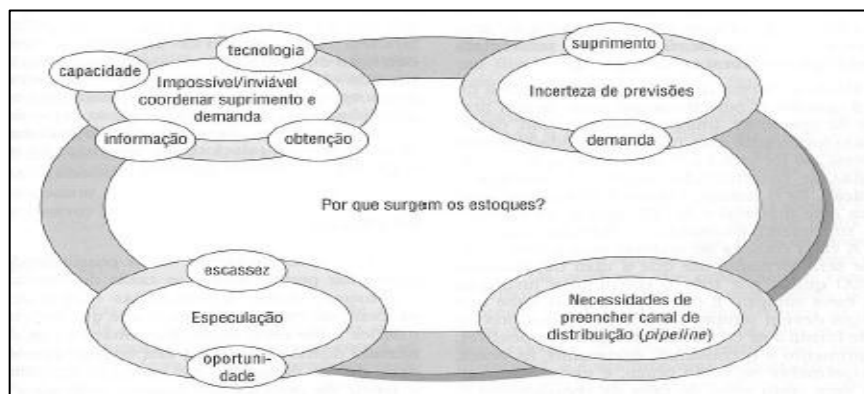 tecnologia
capacidade
Impossível/inviável
coordenar suprimento e
demanda
informação
obtenção
suprimento
Incerteza de previsões
demanda
Por que surgem os estoques?
escassez
Especulação
oportuni-
dade
Necessidades de
preencher canal de
distribuição (pipeline)